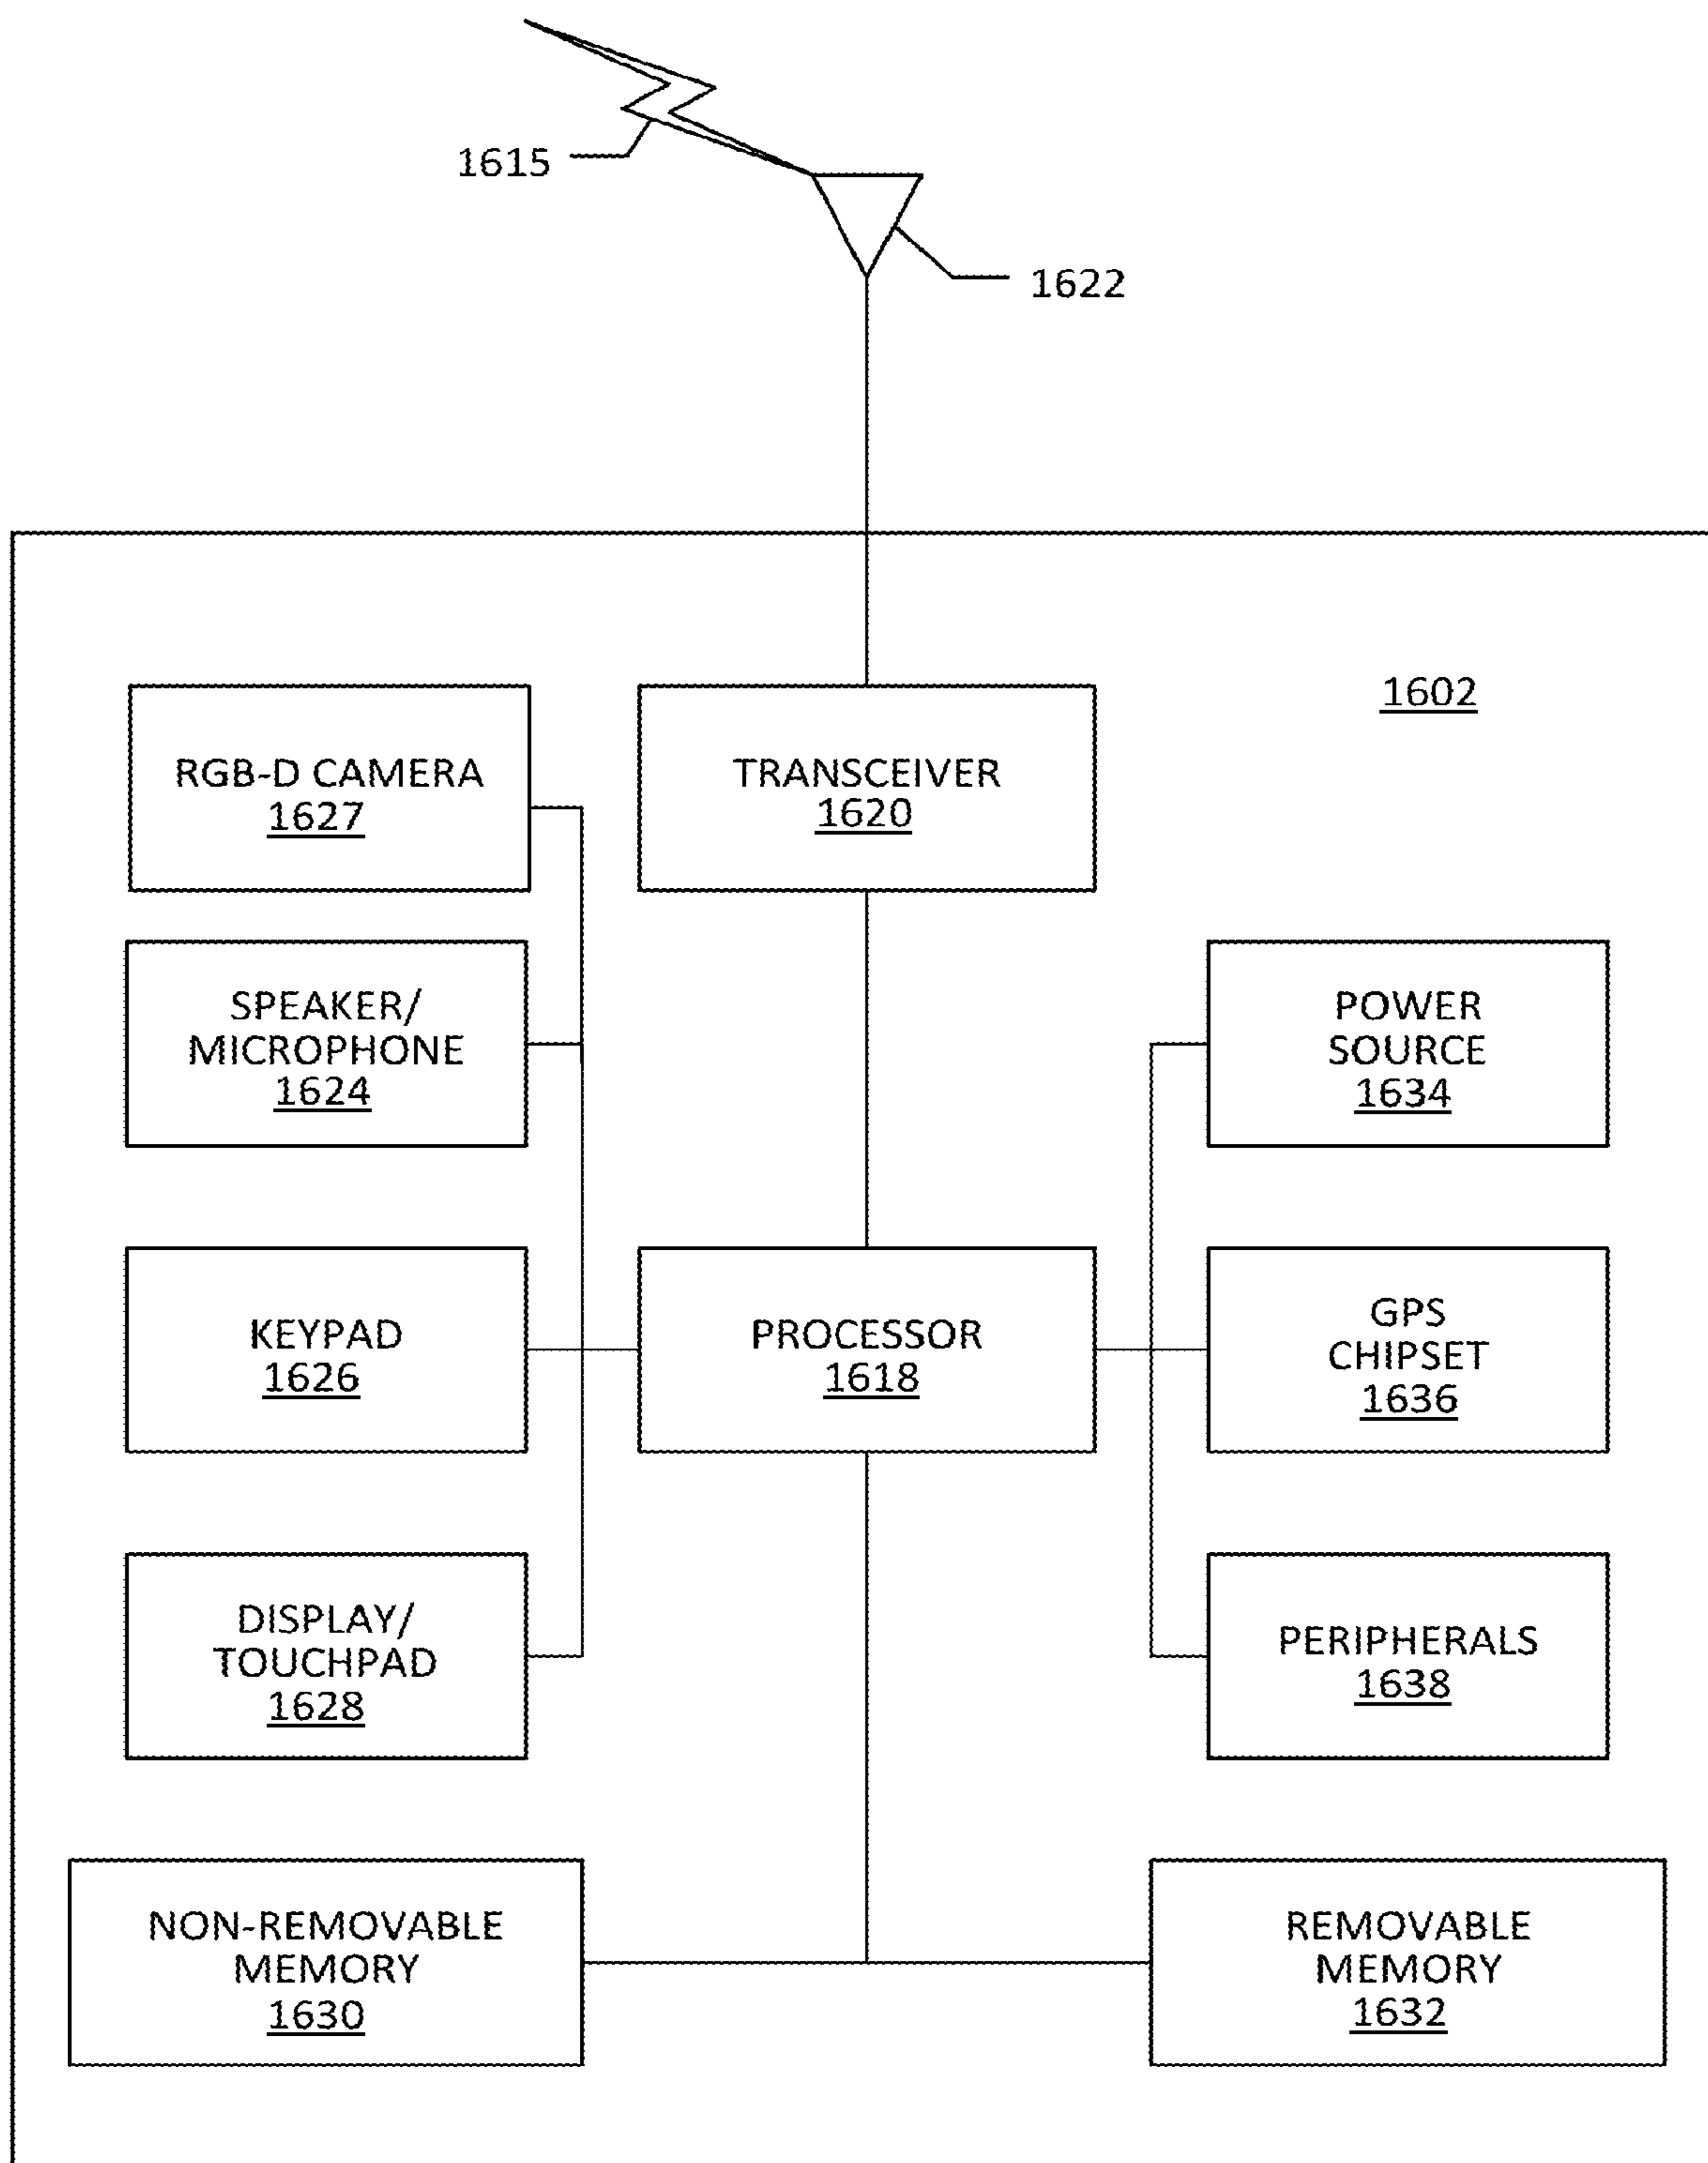 1615
1622
1602
RGB-D CAMERA
1627
TRANSCEIVER
1620
SPEAKER/
MICROPHONE
1624
POWER
SOURCE
1634
KEYPAD
1626
PROCESSOR
1618
GPS
CHIPSET
1636
DISPLAY/
TOUCHPAD
1628
PERIPHERALS
1638
NON-REMOVABLE
MEMORY
1630
REMOVABLE
MEMORY
1632